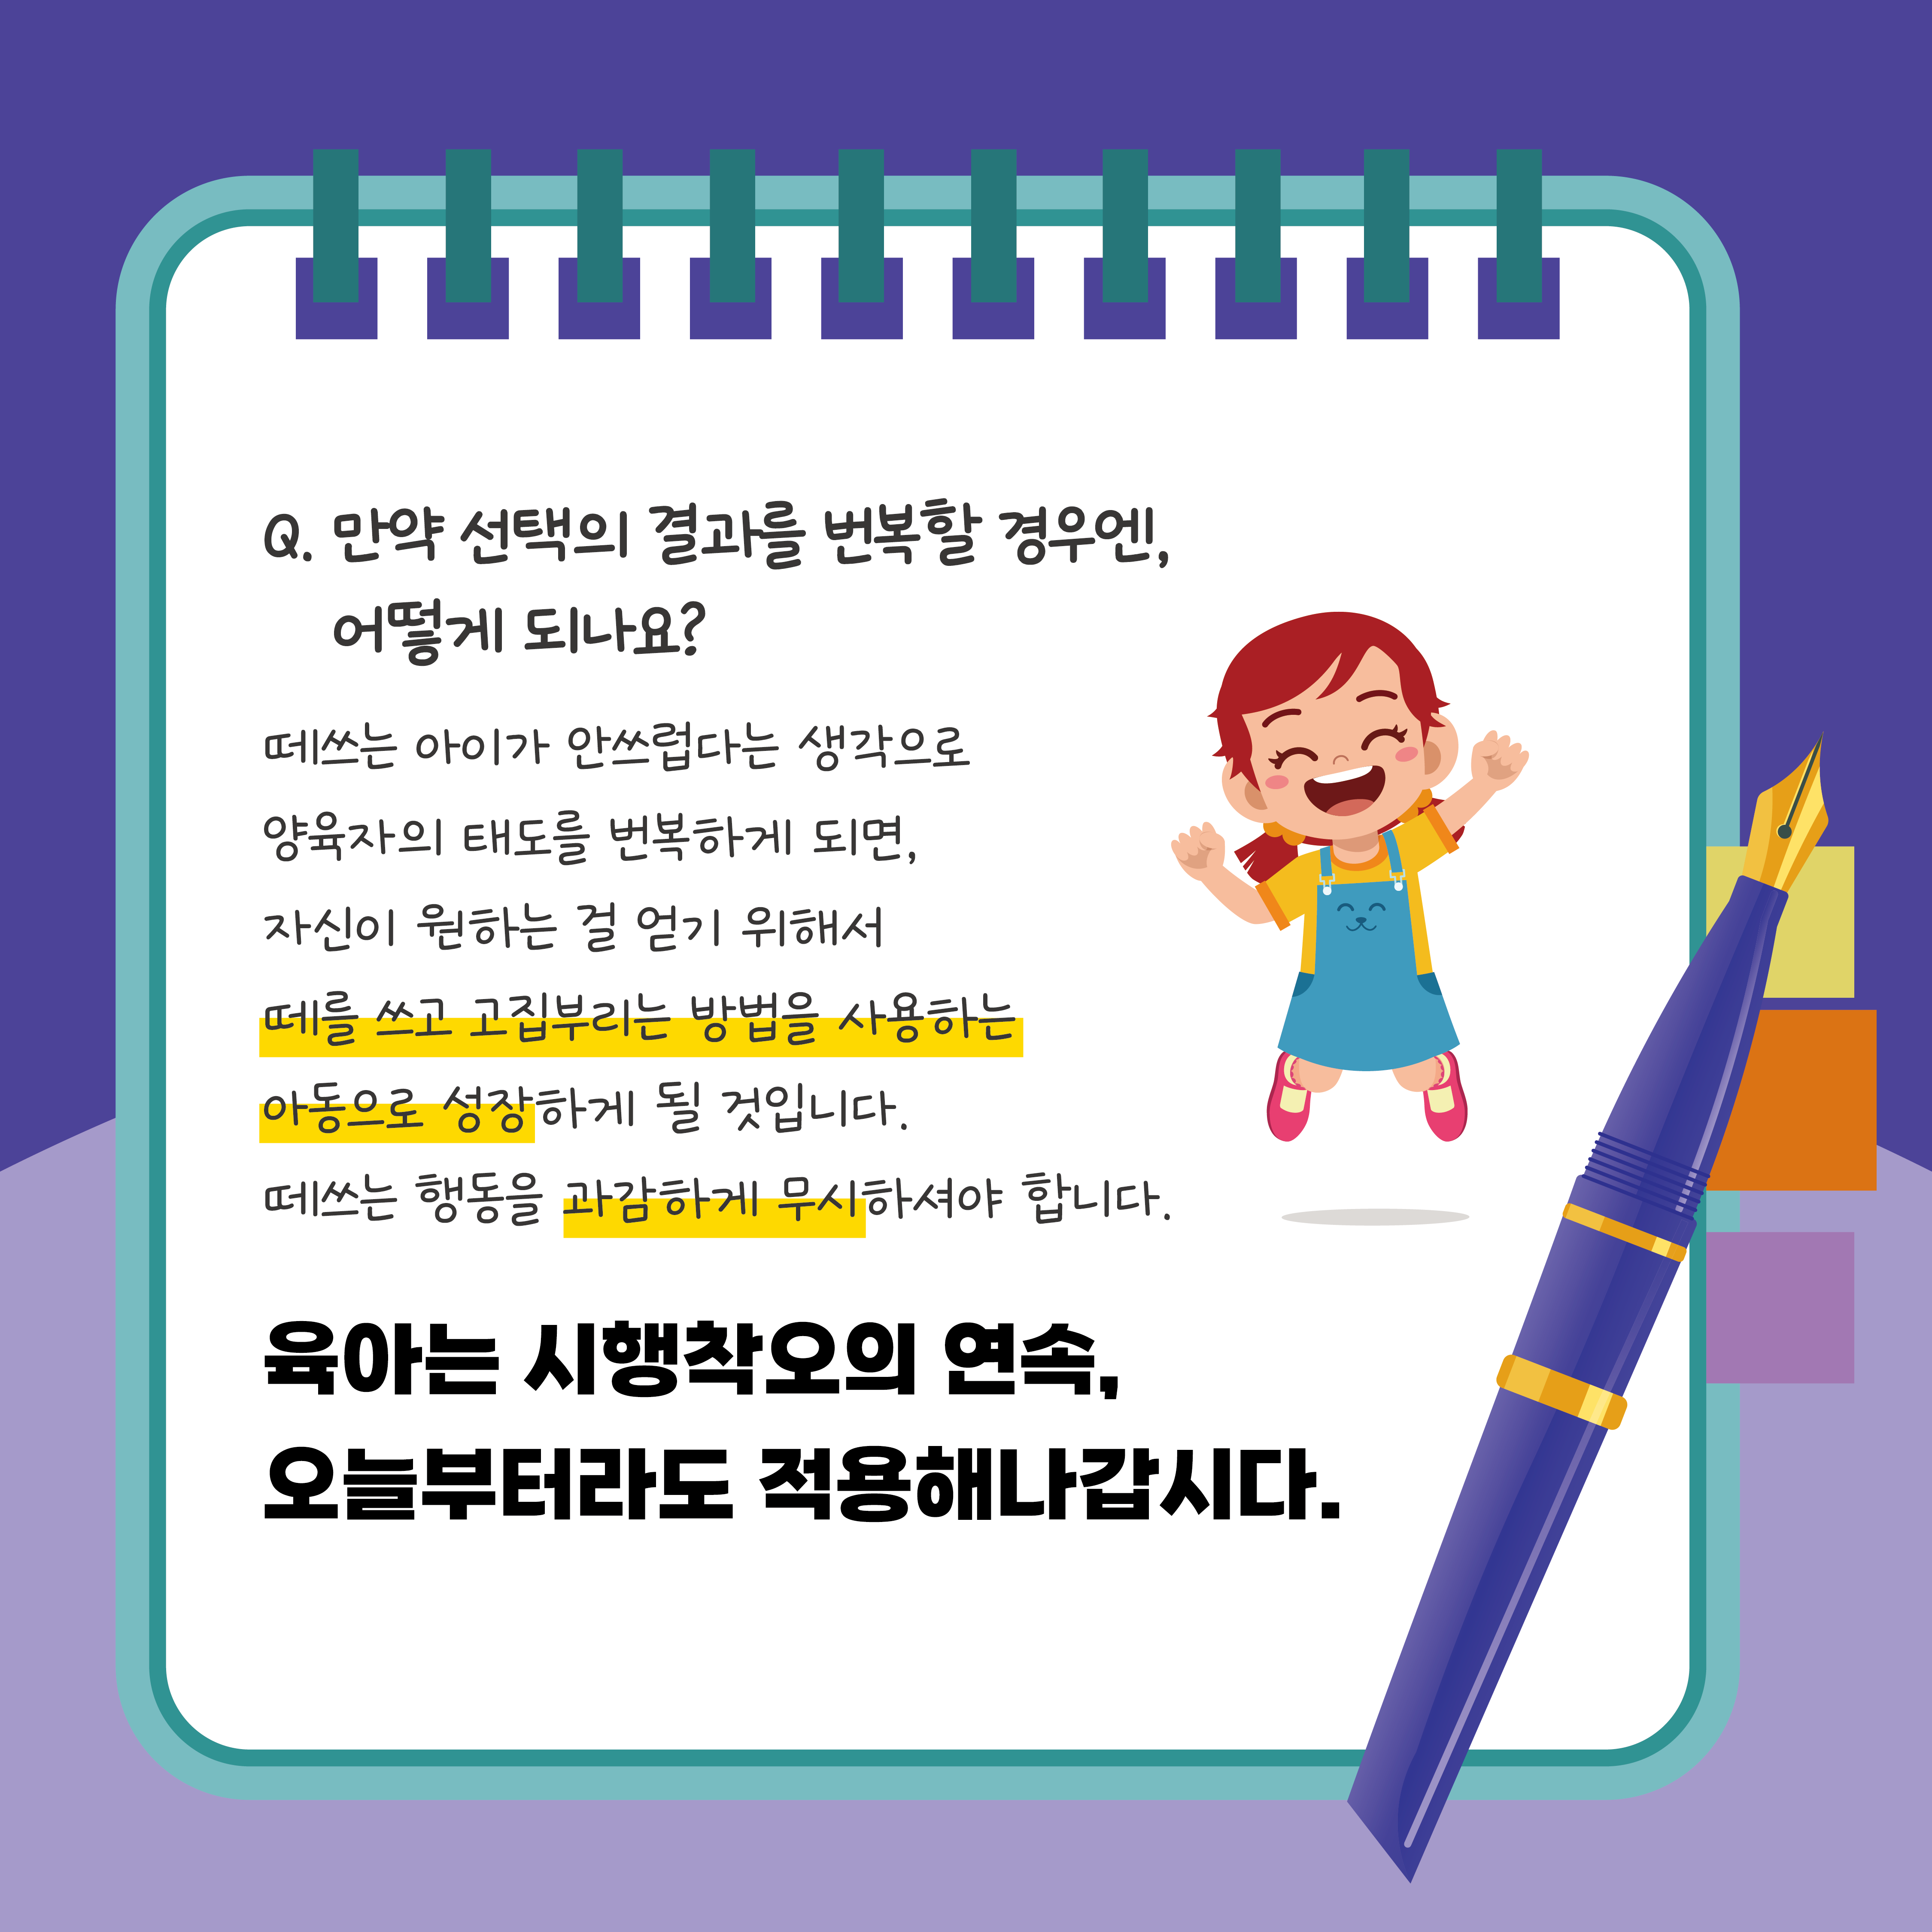 Q. 만약 선택의 결과를 번복할 경우엔,
어떻게 되나요?
떼쓰는 아이가 안쓰럽다는 생각으로
양육자의 태도를 번복하게 되면,
자신이 원하는 걸 얻기 위해서
떼를 쓰고 고집부리는 방법을 사용하는
아동으로 성장하게 될 것입니다.
떼쓰는 행동을 과감하게 무시하셔야 합니다.
육아는 시행착오의 연속,
오늘부터라도 적용해나갑시다.